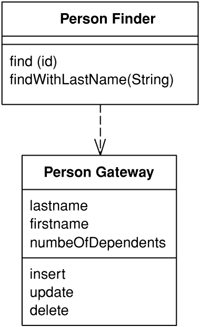 Person Finder
find (id)
findWithLastName(String)
Person Gateway
lastname
firstname
numbeOfDependents
insert
update
delete